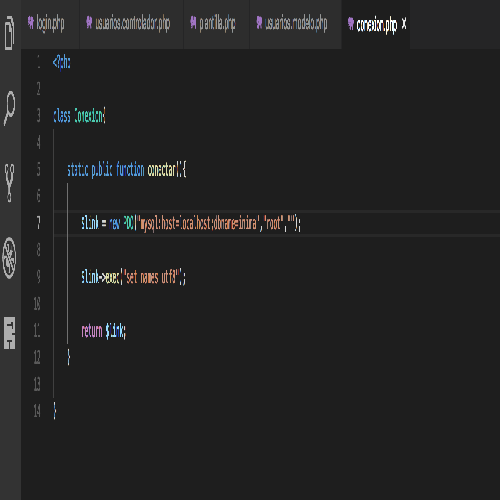 login.php usuarios.controlador.php plantilla.php usuarios.modelo.php conexion.php X
1 <?php
2
3 class Conexion{
4
5 static public function conectar(){
6
7 $link = new PDO("mysql:host=localhost;dbname=inira","root","");
8
9 $link->exec("set names utf8");
10
11 return $link;
12 }
13
14 }